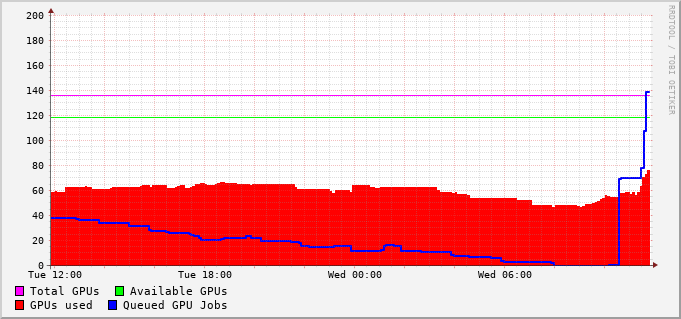 200
180
160
140
120
100
80
60
40
20
0
Tue 12:00 Tue 18:00 Wed 00:00 Wed 06:00
Total GPUs Available GPUs
GPUs used Queued GPU Jobs
RRDTOOL / TOBI OETIKER